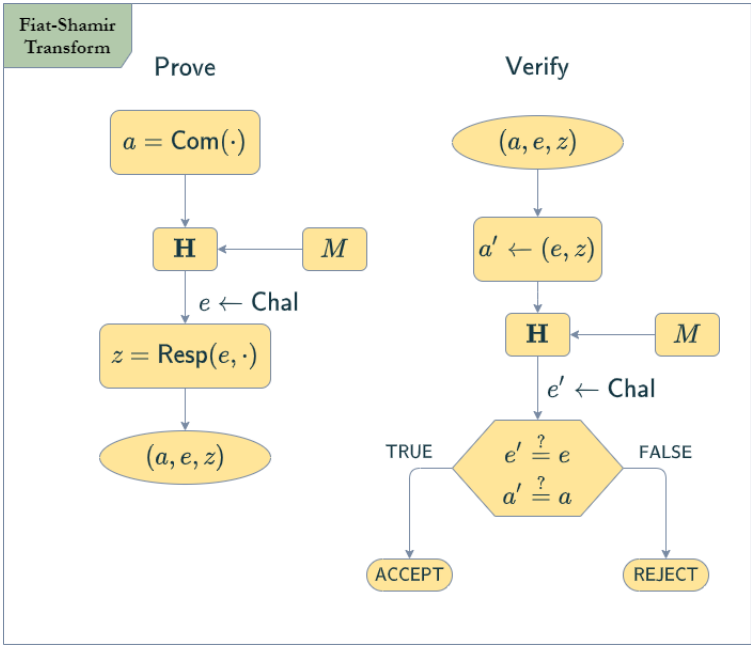 Fiat-Shamir
Transform
Prove
a = Com(·)
H
M
e ← Chal
z = Resp(e, ·)
(a, e, z)
Verify
(a, e, z)
a′ ← (e, z)
H
M
e′ ← Chal
e′ ≟ e
a′ ≟ a
TRUE
FALSE
ACCEPT
REJECT